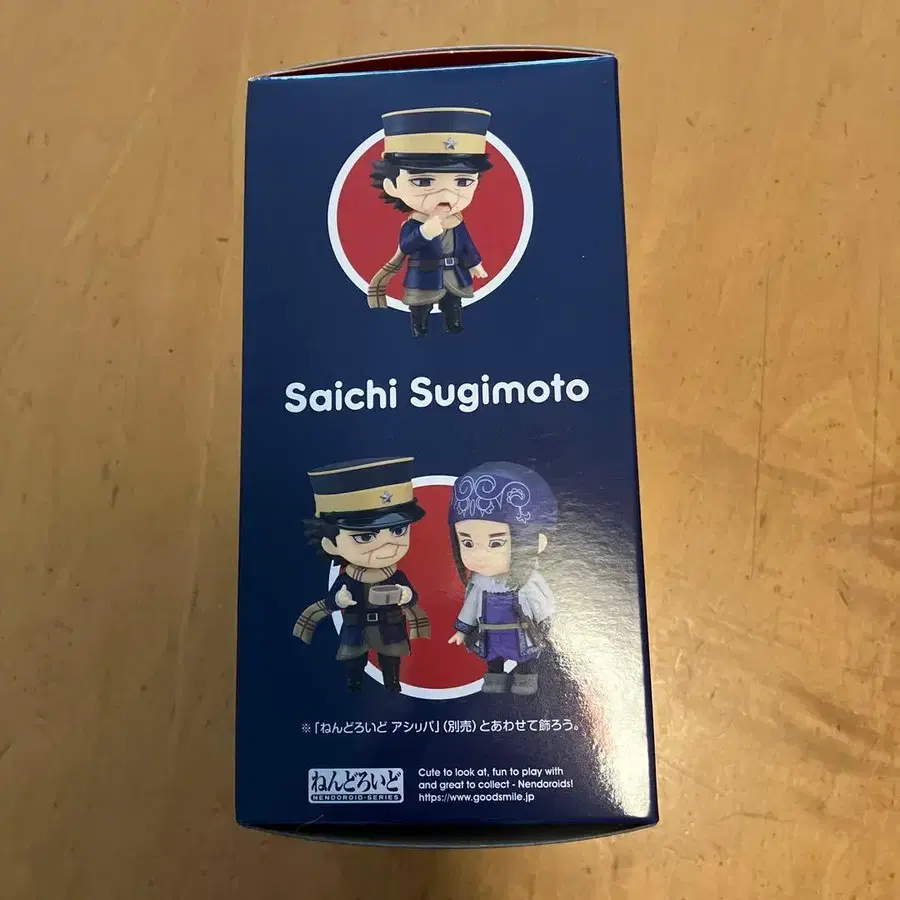 Saichi Sugimoto
※「ねんどろいど アシㇼパ」(別売)とあわせて飾ろう。
ねんどろいど
NENDOROID-SERIES
Cute to look at, fun to play with
and great to collect - Nendoroids!
https://www.goodsmile.jp